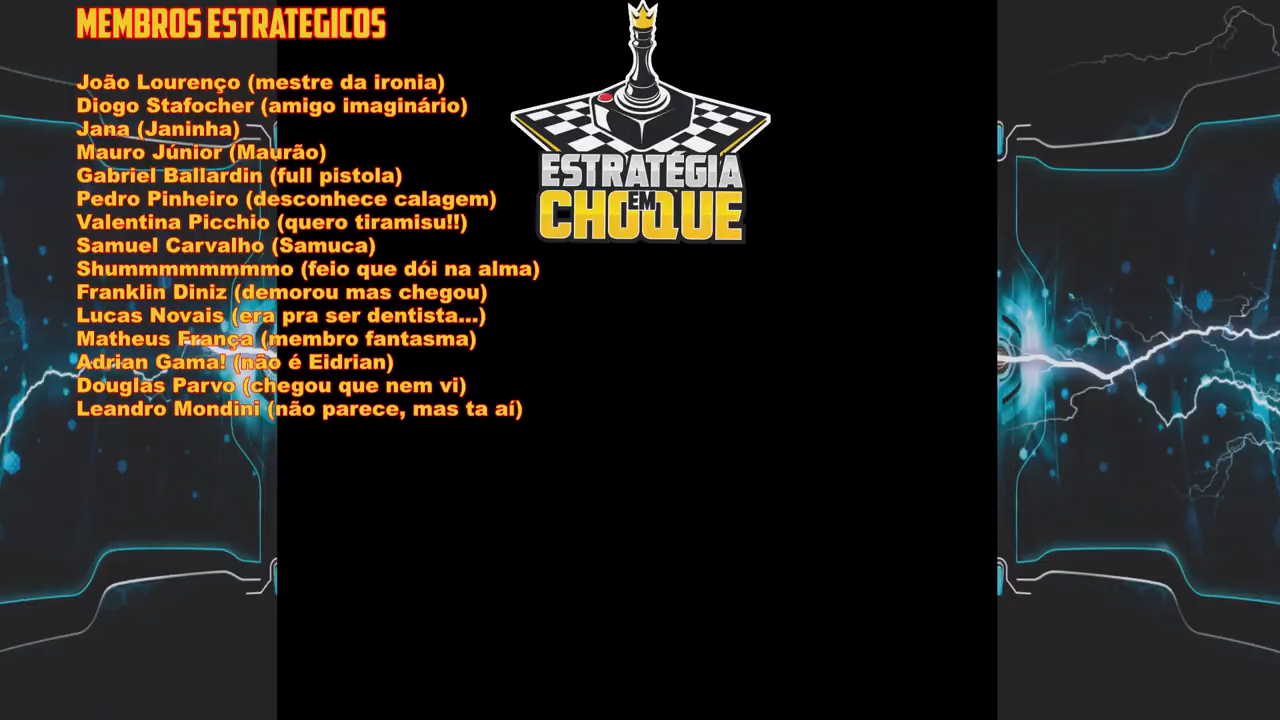 MEMBROS ESTRATEGICOS
João Lourenço (mestre da ironia)
Diogo Stafocher (amigo imaginário)
Jana (Janinha)
Mauro Júnior (Maurão)
Gabriel Ballardin (full pistola)
Pedro Pinheiro (desconhece calagem)
Valentina Picchio (quero tiramisu!!)
Samuel Carvalho (Samuca)
Shummmmmmmmo (feio que dói na alma)
Franklin Diniz (demorou mas chegou)
Lucas Novais (era pra ser dentista...)
Matheus França (membro fantasma)
Adrian Gama! (não é Eidrian)
Douglas Parvo (chegou que nem vi)
Leandro Mondini (não parece, mas ta aí)
ESTRATÉGIA
EM
CHOQUE